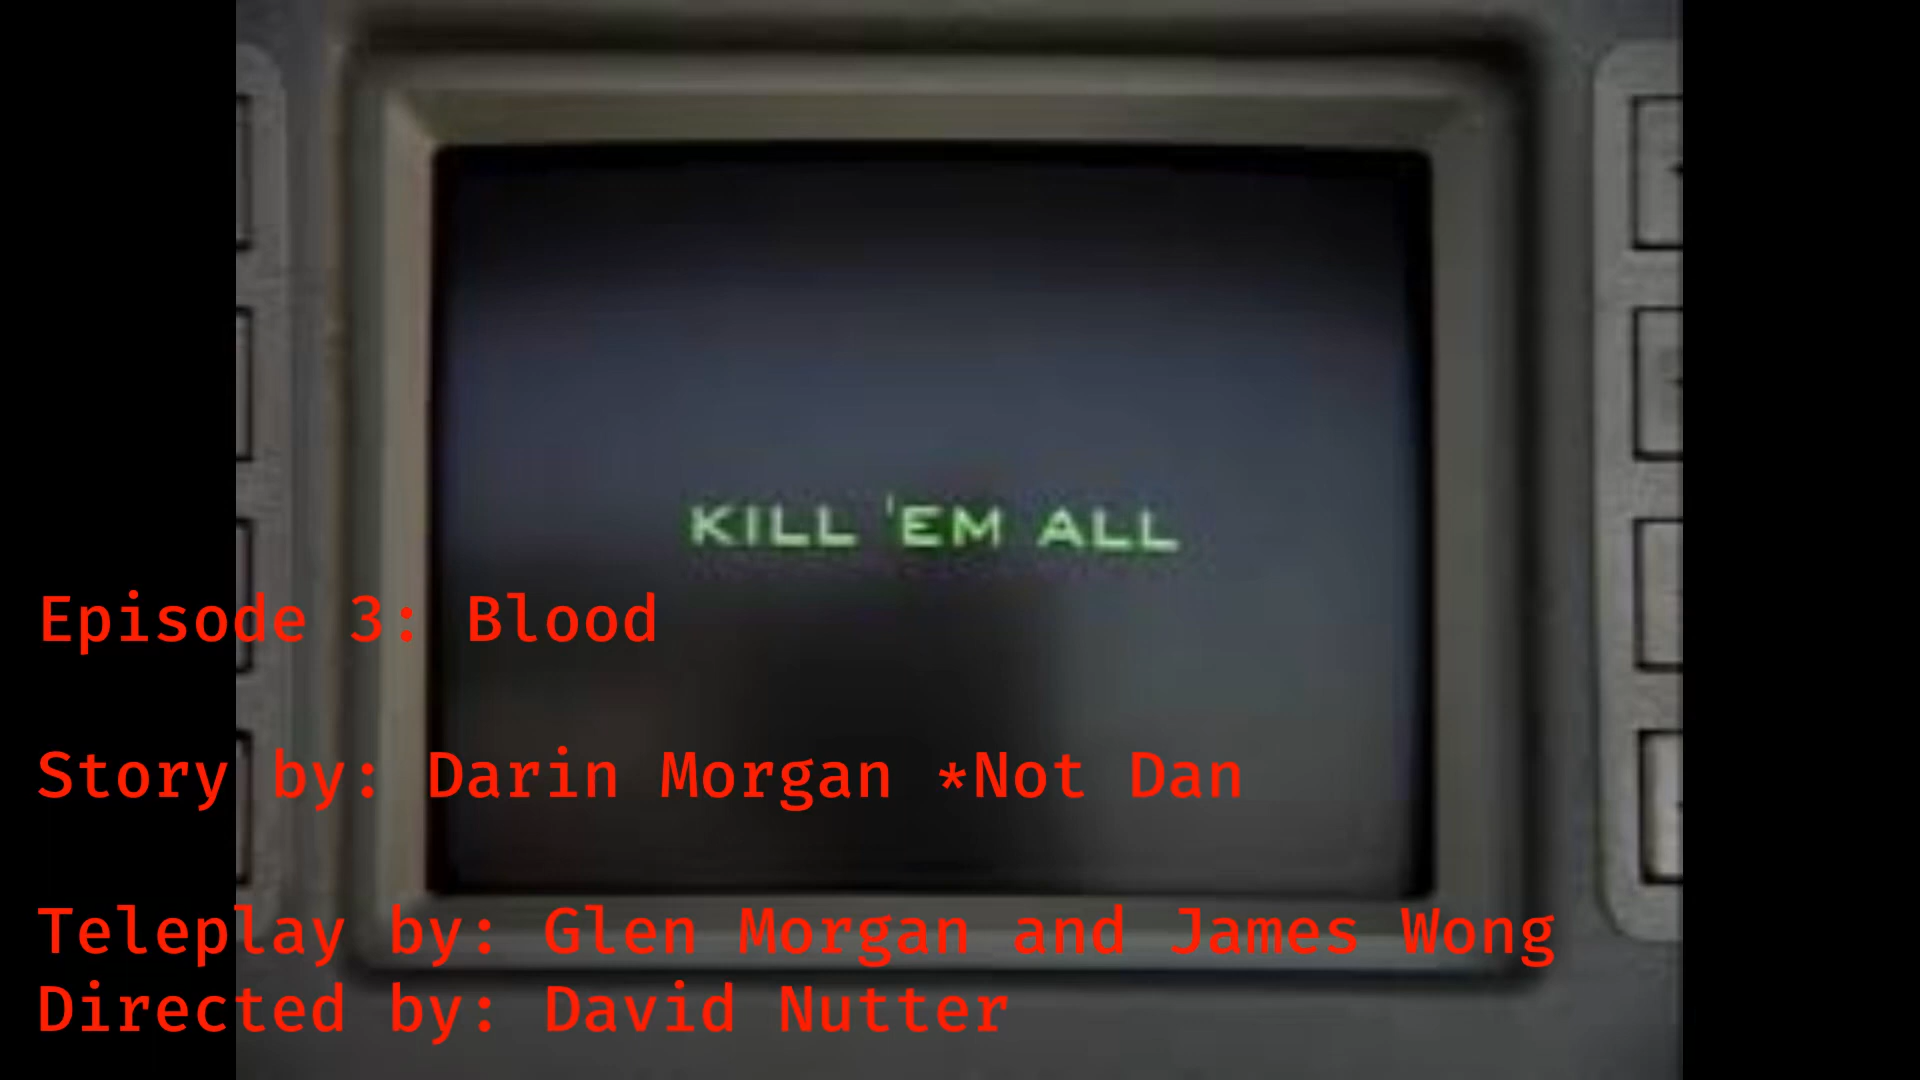 KILL 'EM ALL
Episode 3: Blood
Story by: Darin Morgan *Not Dan
Teleplay by: Glen Morgan and James Wong
Directed by: David Nutter